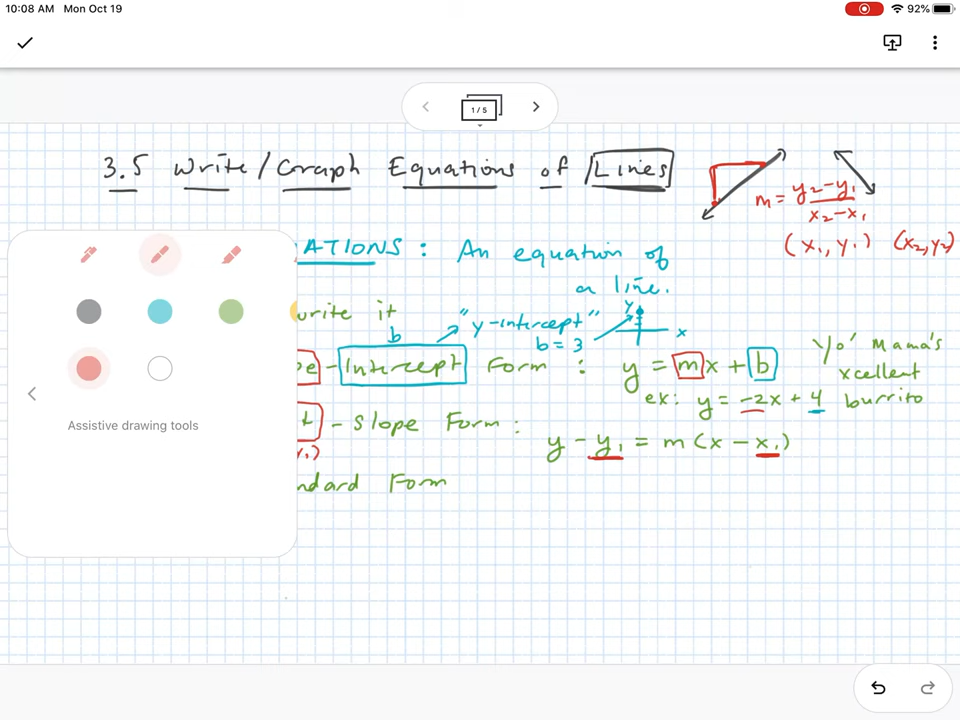 10:08 AM Mon Oct 19
92%
1/5
3.5 Write/Graph Equations of Lines
m = y₂-y₁
x₂-x₁
(x₁, y₁) (x₂, y₂)
ATIONS: An equation of
a line.
write it
b "y-intercept" y
b = 3 x
pe-Intercept Form: y = mx + b
yo' Mama's
xcellent
burrito
ex: y = -2x + 4
t - slope Form: y - y₁ = m(x - x₁)
ndard Form
Assistive drawing tools